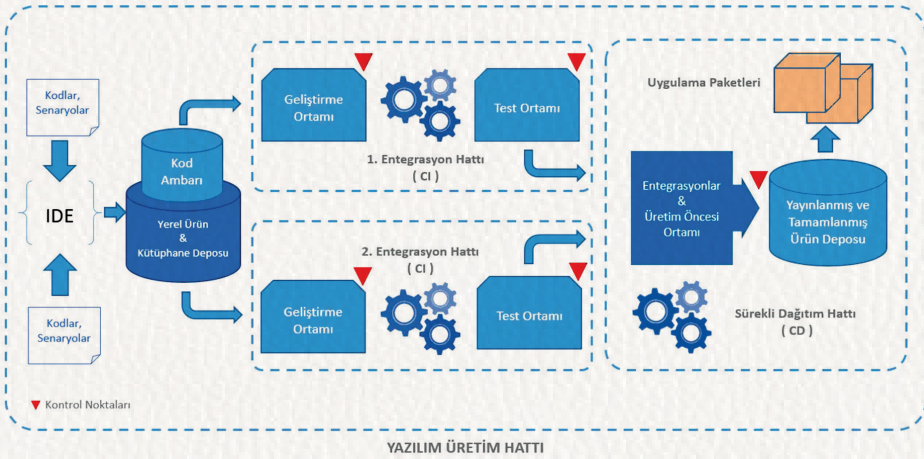 Kodlar,
Senaryolar
IDE
Kodlar,
Senaryolar
Kod
Ambarı
Yerel Ürün
&
Kütüphane Deposu
Geliştirme
Ortamı
Test Ortamı
1. Entegrasyon Hattı
( CI )
2. Entegrasyon Hattı
( CI )
Geliştirme
Ortamı
Test Ortamı
Uygulama Paketleri
Entegrasyonlar
&
Üretim Öncesi
Ortamı
Yayınlanmış ve
Tamamlanmış
Ürün Deposu
Sürekli Dağıtım Hattı
( CD )
Kontrol Noktaları
YAZILIM ÜRETİM HATTI